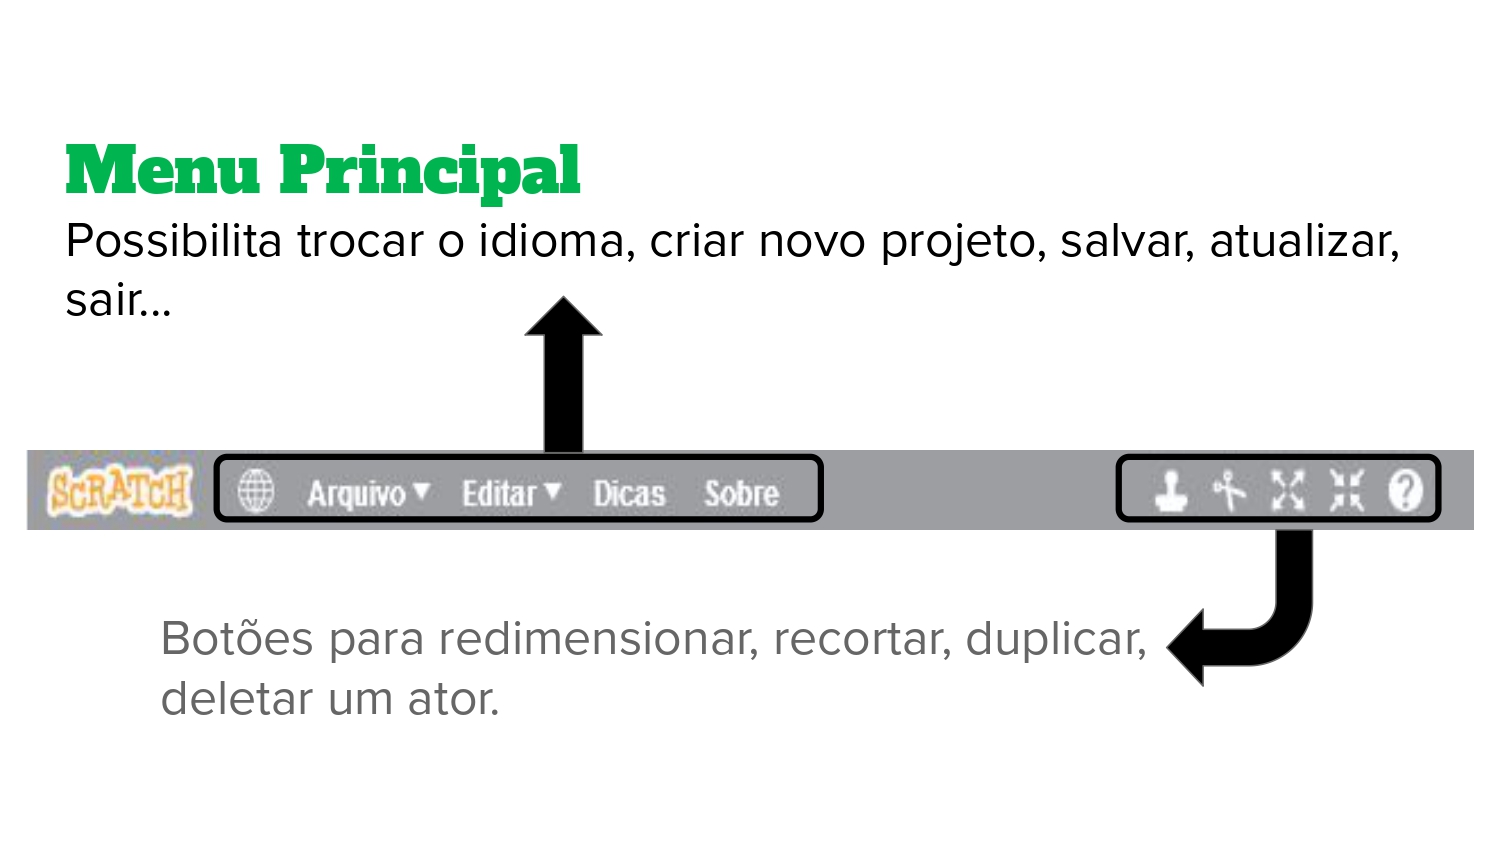 Menu Principal
Possibilita trocar o idioma, criar novo projeto, salvar, atualizar,
sair...
SCRATCH Arquivo ▼ Editar ▼ Dicas Sobre ?
Botões para redimensionar, recortar, duplicar,
deletar um ator.